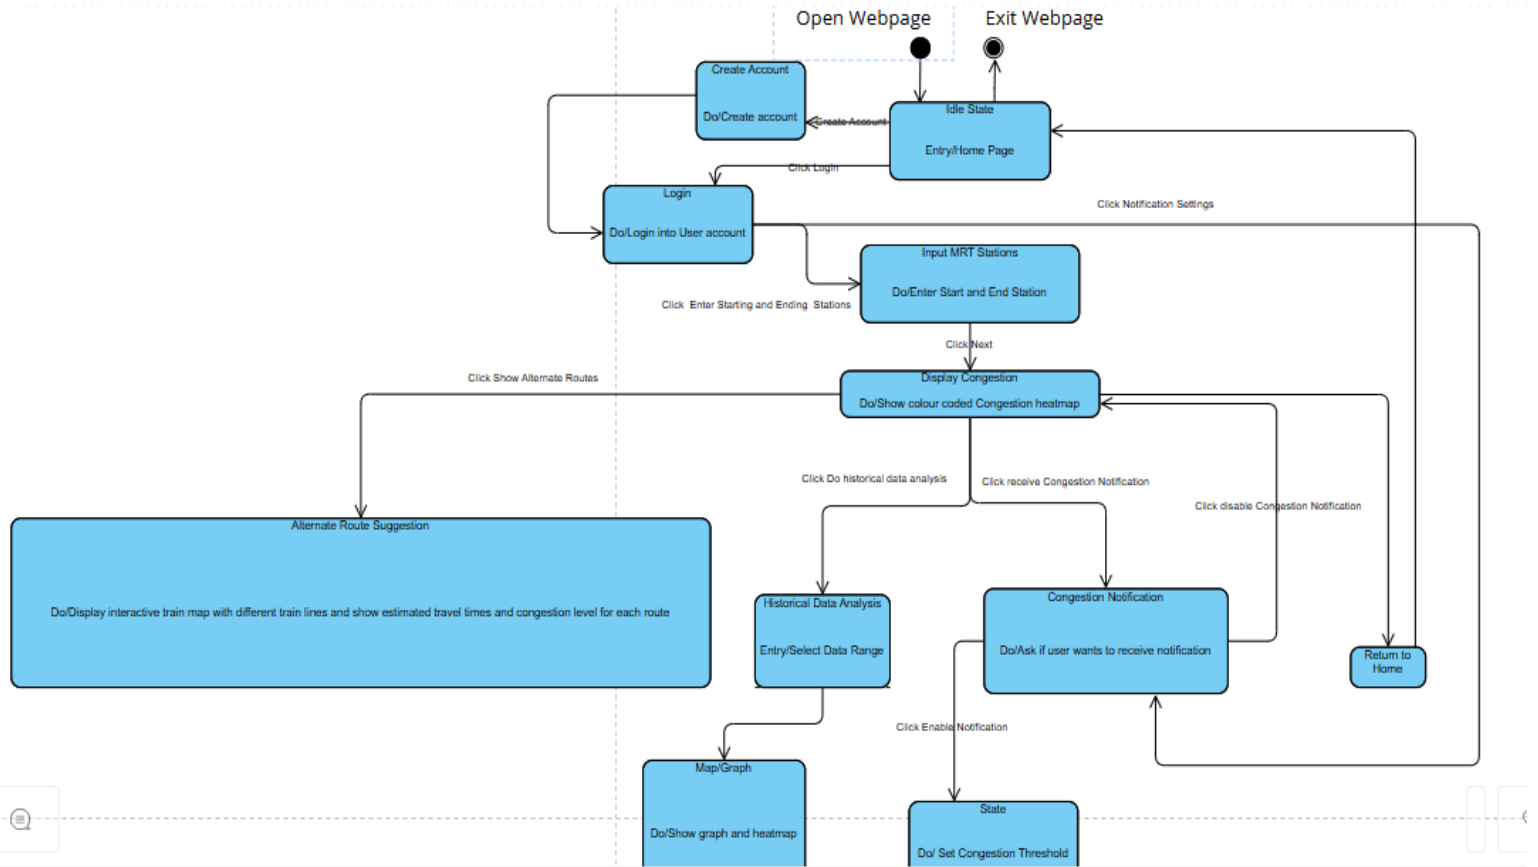 Open Webpage
Exit Webpage
Create Account
Do/Create account
Create Account
Idle State
Entry/Home Page
Click Login
Login
Do/Login into User account
Click Notification Settings
Input MRT Stations
Do/Enter Start and End Station
Click Enter Starting and Ending Stations
Click Next
Display Congestion
Do/Show colour coded Congestion heatmap
Click Show Alternate Routes
Click Do historical data analysis
Click receive Congestion Notification
Click disable Congestion Notification
Alternate Route Suggestion
Do/Display interactive train map with different train lines and show estimated travel times and congestion level for each route
Historical Data Analysis
Entry/Select Data Range
Congestion Notification
Do/Ask if user wants to receive notification
Return to
Home
Click Enable Notification
Map/Graph
Do/Show graph and heatmap
State
Do/ Set Congestion Threshold